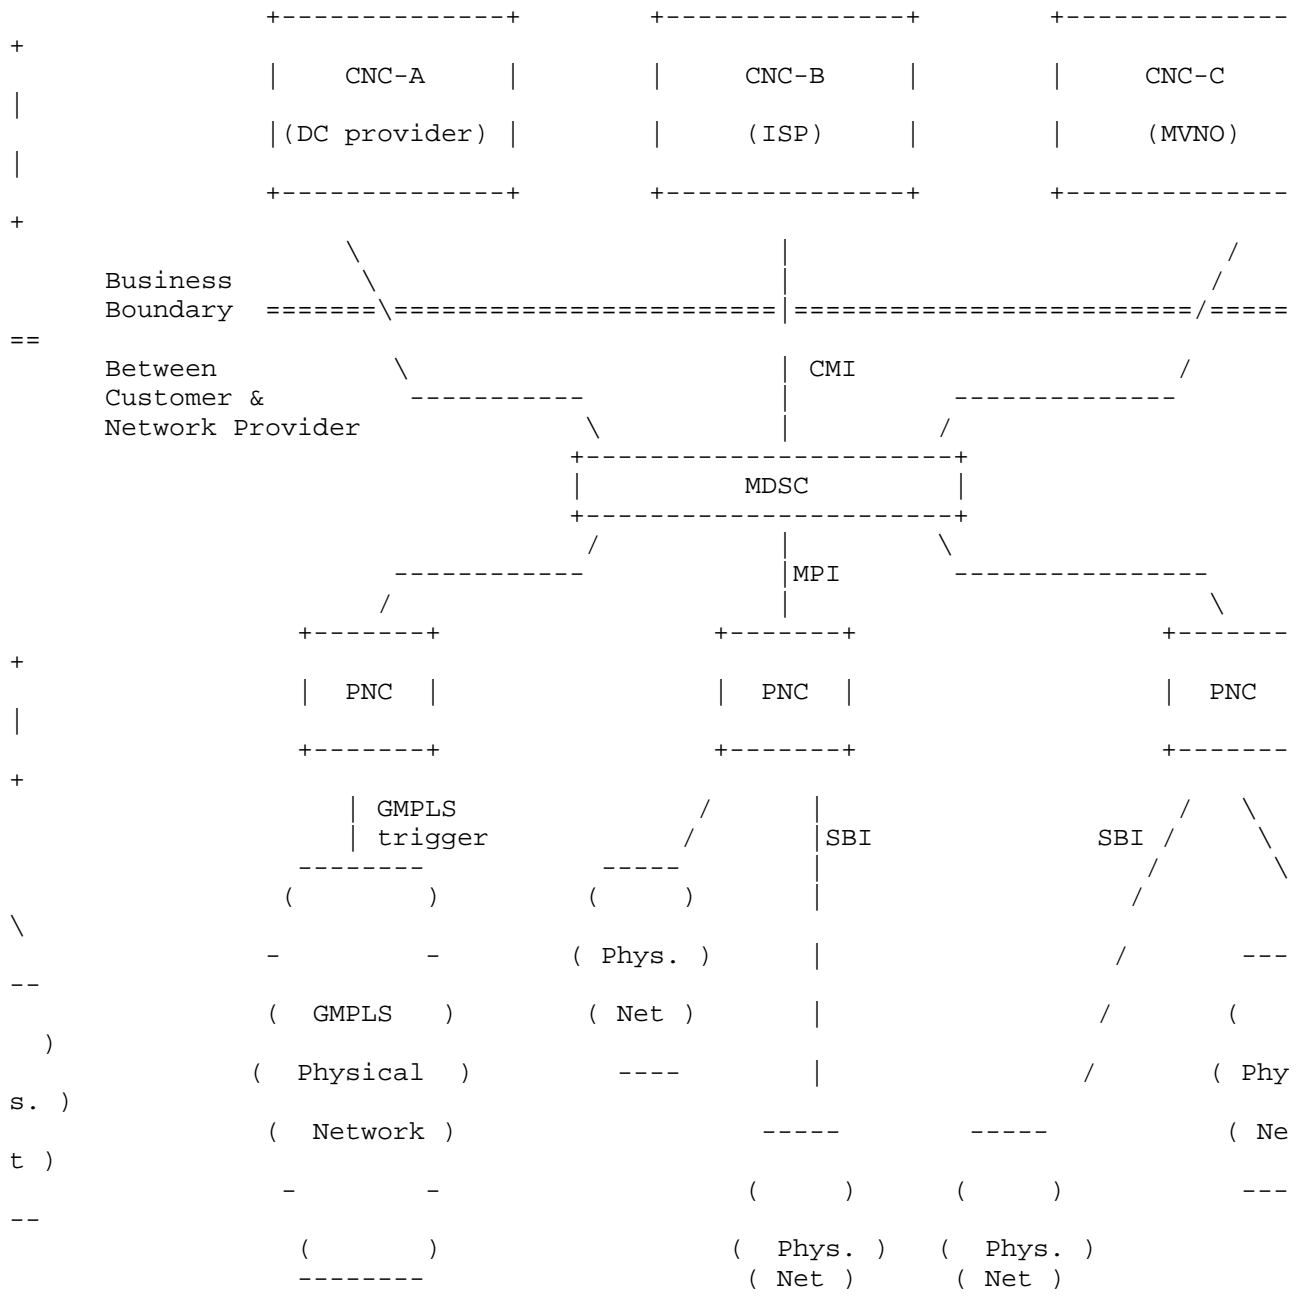 +--------------+         +---------------+         +--------------
+
|    CNC-A     |         |     CNC-B     |         |     CNC-C
|
|(DC provider) |         |     (ISP)     |         |     (MVNO)
|
+--------------+         +---------------+         +--------------
+
\                          |                           /
Business        \                         |                          /
Boundary  =======\========================|=========================/=====
==
Between           \                       | CMI                    /
Customer &         -----------            |          --------------
Network Provider              \           |         /
+-----------------------+
|          MDSC         |
+-----------------------+
/           |         \
------------            |MPI       ----------------
/                        |                          \
+-------+                 +-------+                   +-------
+
|  PNC  |                 |  PNC  |                   |  PNC
|
+-------+                 +-------+                   +-------
+
| GMPLS              /      |                      /   \
| trigger           /       |SBI              SBI /     \
--------           -----        |                    /       \
(        )         (     )       |                   /
\
-         -        ( Phys. )      |                  /       ---
--
(  GMPLS   )        ( Net )       |                 /       (
)
(  Physical  )         ----        |                /       ( Phy
s. )
(  Network )                   -----        -----           ( Ne
t )
-        -                   (     )      (     )           ---
--
(       )                  (  Phys. )   (  Phys. )
--------                    ( Net )      ( Net )